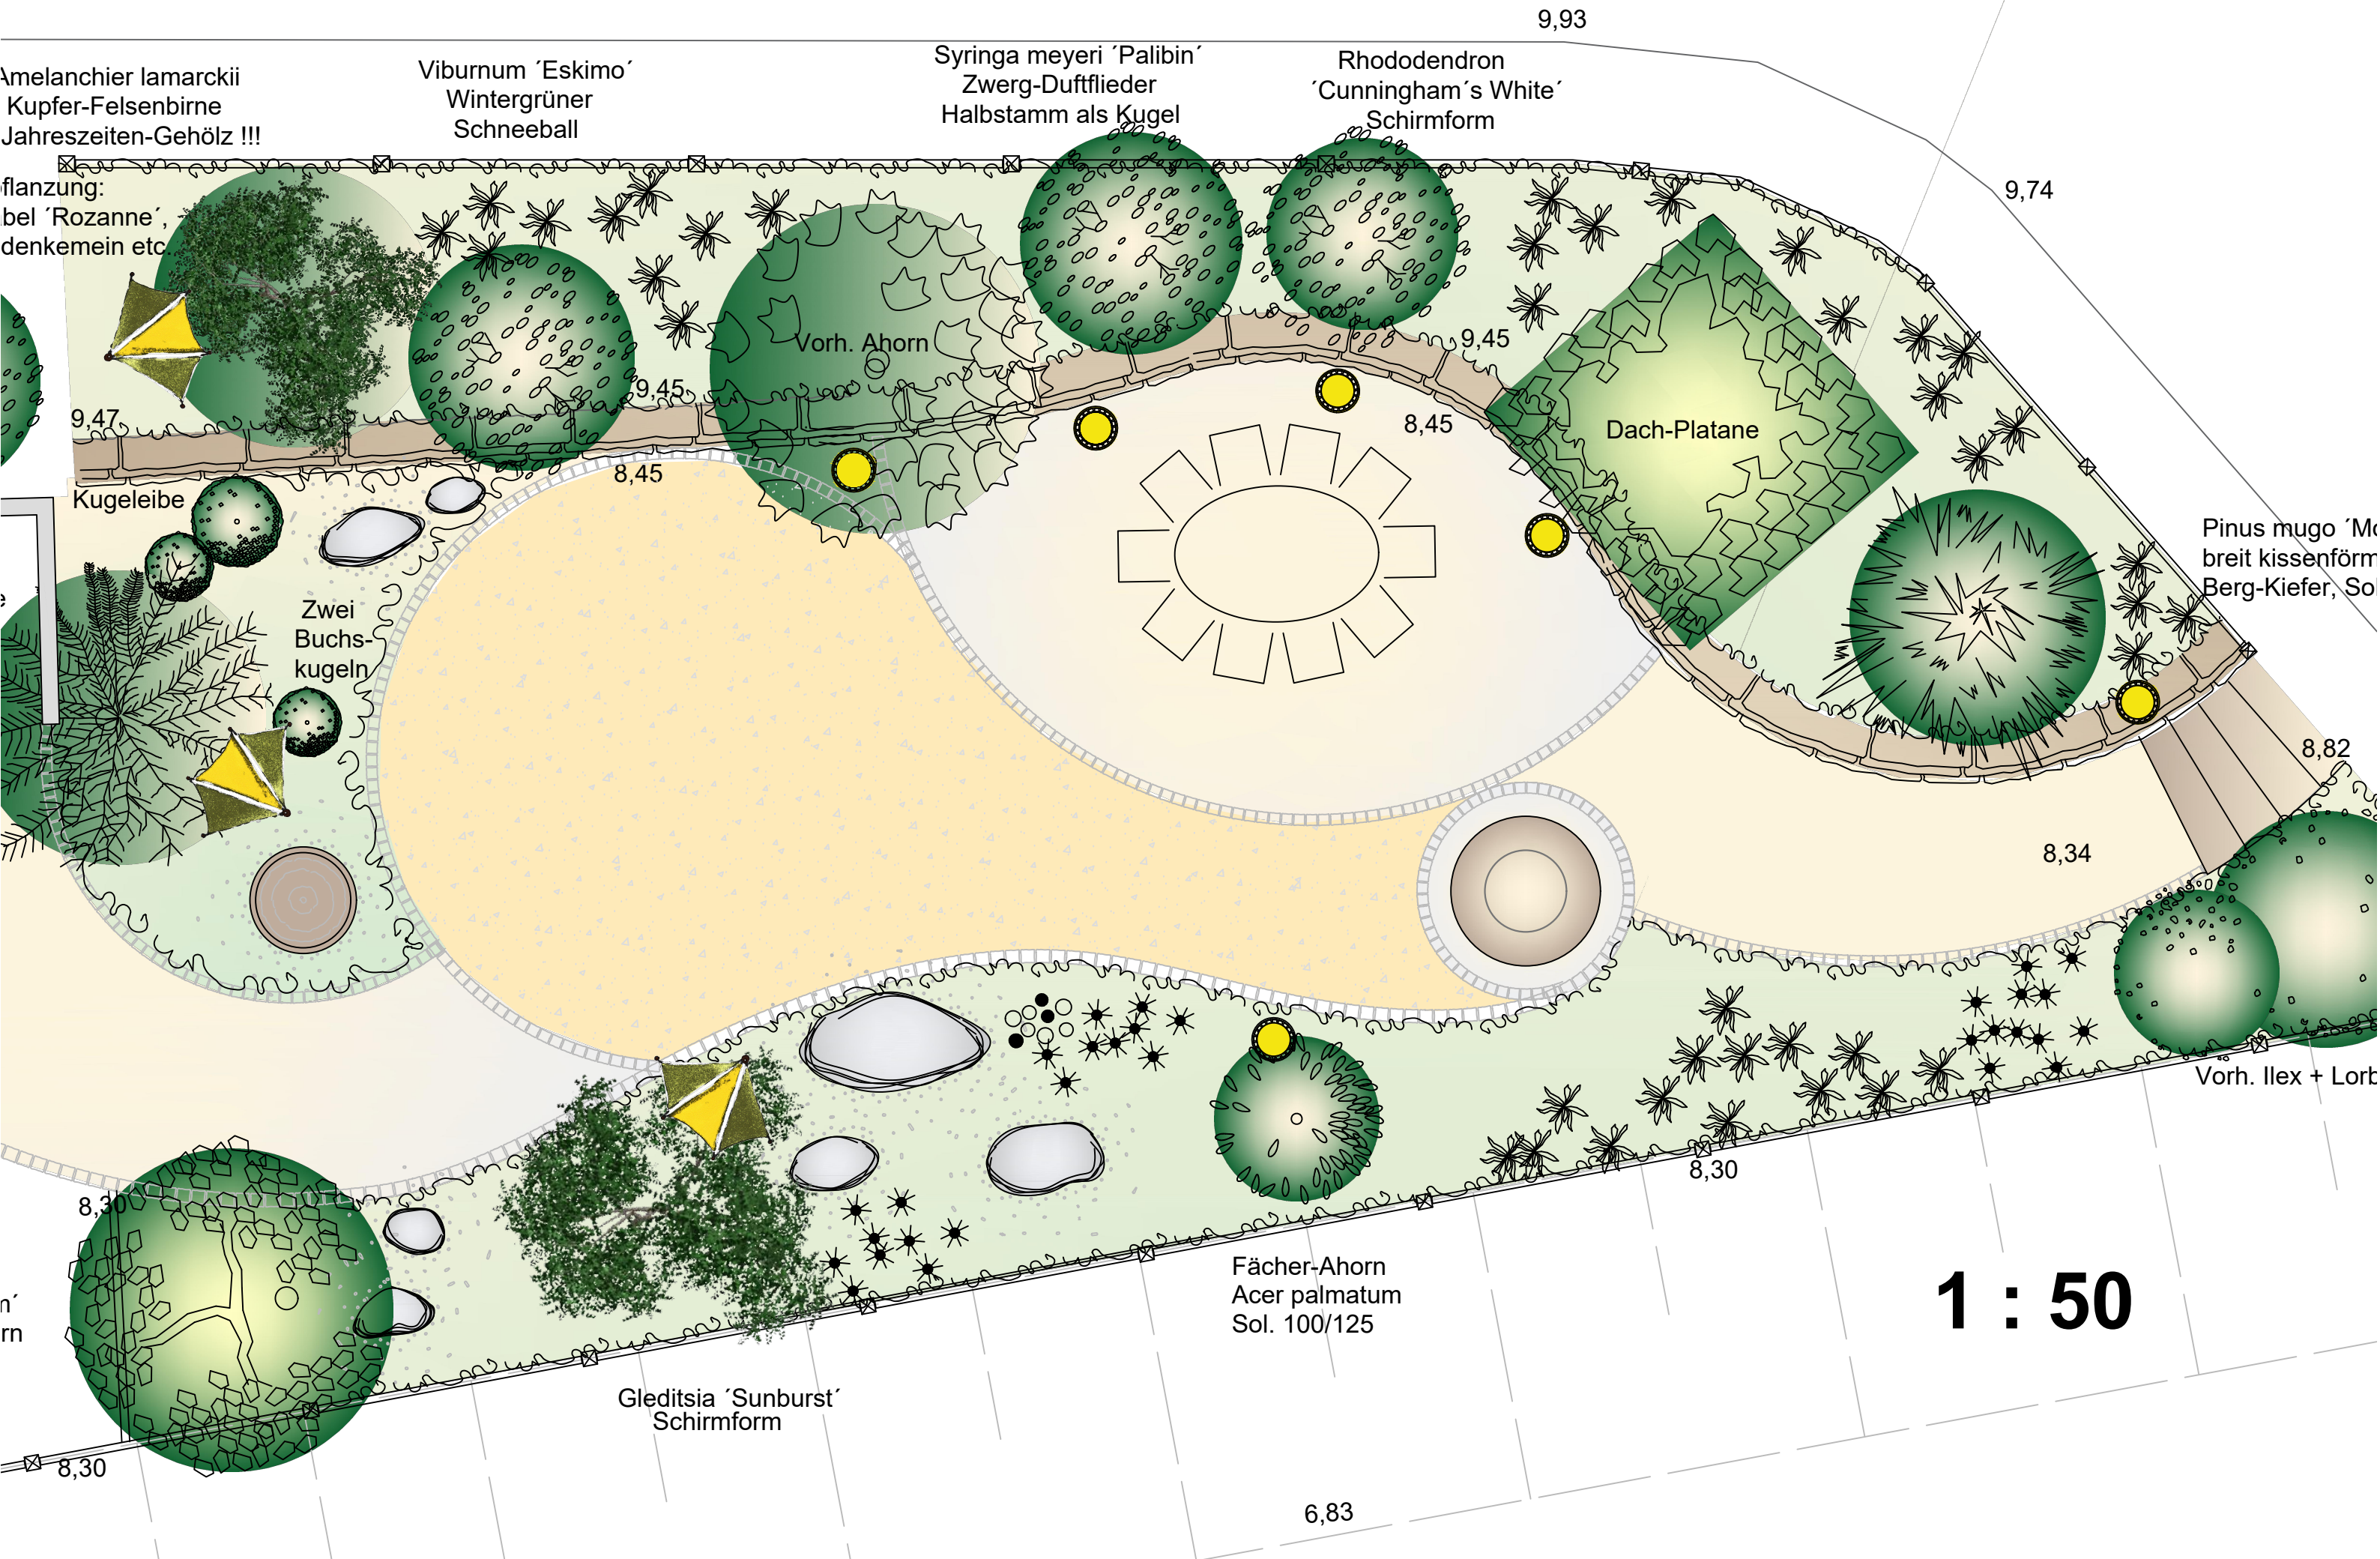 9,93
Amelanchier lamarckii
Kupfer-Felsenbirne
Jahreszeiten-Gehölz !!!
Viburnum ´Eskimo´
Wintergrüner
Schneeball
Syringa meyeri ´Palibin´
Zwerg-Duftflieder
Halbstamm als Kugel
Rhododendron
´Cunningham´s White´
Schirmform
9,74
flanzung:
bel ´Rozanne´,
denkemein etc.
Vorh. Ahorn
9,45
9,45
9,47
8,45
Dach-Platane
8,45
Kugeleibe
Pinus mugo ´Mo
breit kissenförm
Berg-Kiefer, Sol
e
Zwei
Buchs-
kugeln
8,82
8,34
Vorh. Ilex + Lorb
8,30
8,30
Fächer-Ahorn
Acer palmatum
Sol. 100/125
1 : 50
n´
rn
Gleditsia ´Sunburst´
Schirmform
8,30
6,83